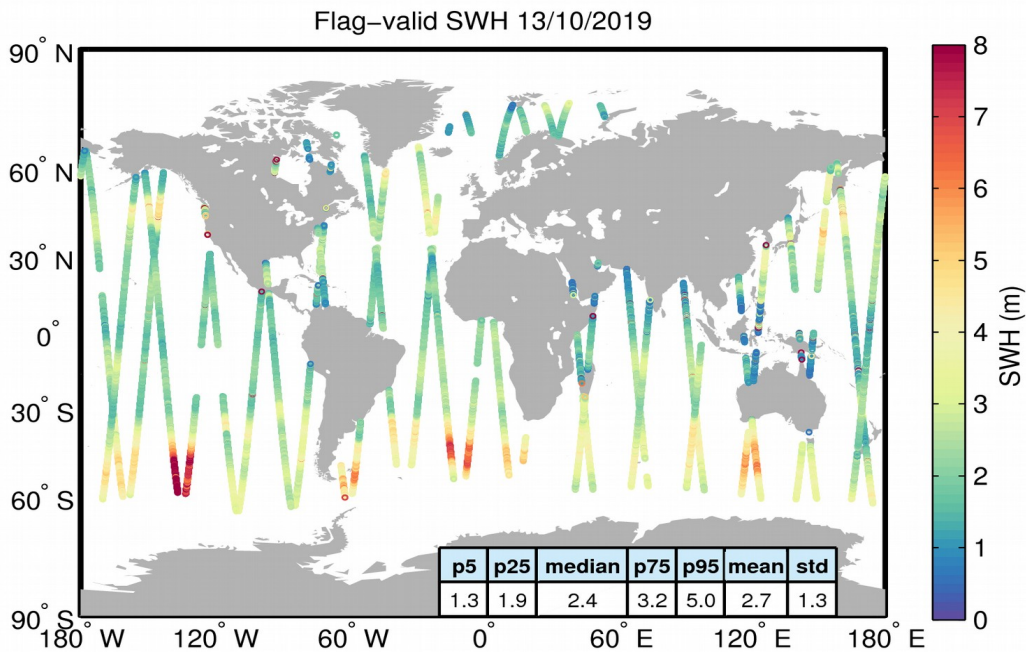 Flag−valid SWH 13/10/2019
90° N
60° N
30° N
0°
30° S
60° S
90° S
180° W
120° W
60° W
0°
60° E
120° E
180° E
p5 p25 median p75 p95 mean std
1.3 1.9 2.4 3.2 5.0 2.7 1.3
8
7
6
5
4
3
2
1
0
SWH (m)